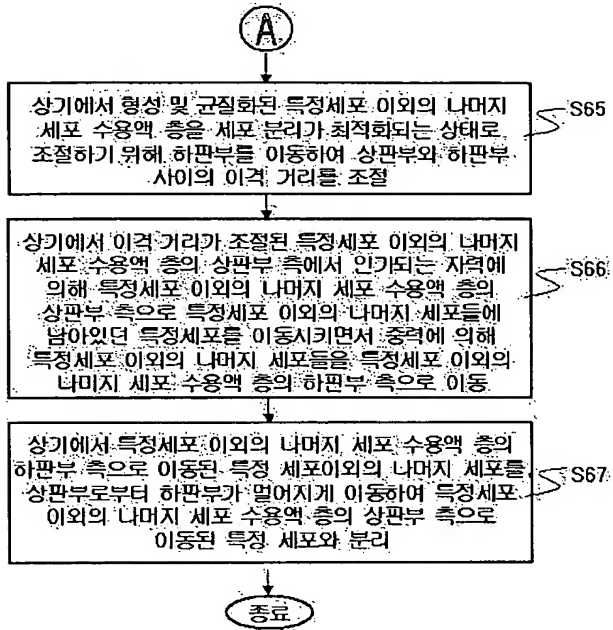 A
상기에서 형성 및 균질화된 특정세포 이외의 나머지
세포 수용액 층을 세포 분리가 최적화되는 상태로
조절하기 위해 하판부를 이동하여 상판부와 하판부
사이의 이격 거리를 조절
S65
상기에서 이격 거리가 조절된 특정세포 이외의 나머지
세포 수용액 층의 상판부 측에서 인가되는 자력에
의해 특정세포 이외의 나머지 세포 수용액 층의
상판부 측으로 특정세포 이외의 나머지 세포들에
남아있던 특정세포를 이동시키면서 중력에 의해
특정세포 이외의 나머지 세포들을 특정세포 이외의
나머지 세포 수용액 층의 하판부 측으로 이동
S66
상기에서 특정세포 이외의 나머지 세포 수용액 층의
하판부 측으로 이동된 특정 세포이외의 나머지 세포를
상판부로부터 하판부가 멀어지게 이동하여 특정세포
이외의 나머지 세포 수용액 층의 상판부 측으로
이동된 특정 세포와 분리
S67
종료